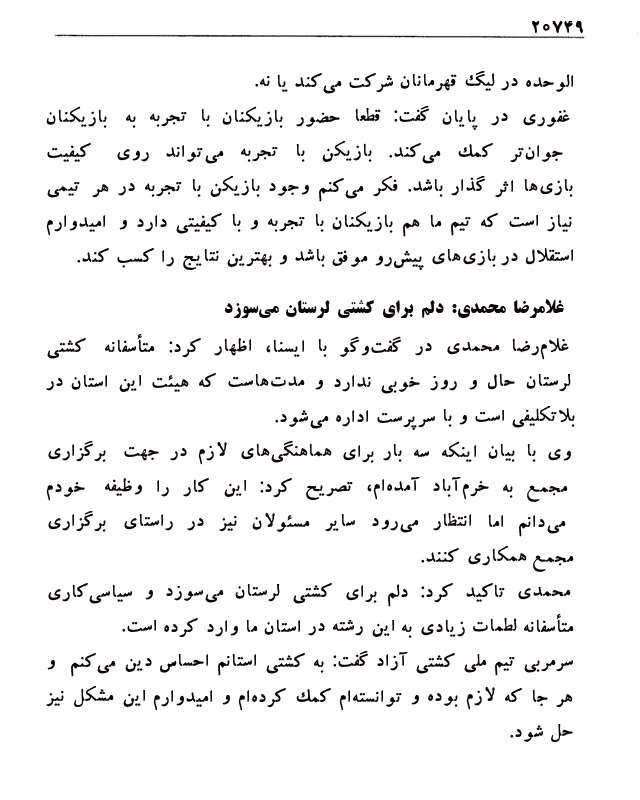 ۲۰۷۴۹
الوحده در لیگ قهرمانان شرکت می‌کند یا نه.
غفوری در پایان گفت: قطعا حضور بازیکنان با تجربه به بازیکنان
جوان‌تر کمك می‌کند. بازیکن با تجربه می‌تواند روی کیفیت
بازی‌ها اثر گذار باشد. فکر می‌کنم وجود بازیکن با تجربه در هر تیمی
نیاز است که تیم ما هم بازیکنان با تجربه و با کیفیتی دارد و امیدوارم
استقلال در بازی‌های پیش‌رو موفق باشد و بهترین نتایج را کسب کند.
غلامرضا محمدی: دلم برای کشتی لرستان می‌سوزد
غلام‌رضا محمدی در گفت‌وگو با ایسنا، اظهار کرد: متأسفانه کشتی
لرستان حال و روز خوبی ندارد و مدت‌هاست که هیئت این استان در
بلاتکلیفی است و با سرپرست اداره می‌شود.
وی با بیان اینکه سه بار برای هماهنگی‌های لازم در جهت برگزاری
مجمع به خرم‌آباد آمده‌ام، تصریح کرد: این کار را وظیفه خودم
می‌دانم اما انتظار می‌رود سایر مسئولان نیز در راستای برگزاری
مجمع همکاری کنند.
محمدی تاکید کرد: دلم برای کشتی لرستان می‌سوزد و سیاسی‌کاری
متأسفانه لطمات زیادی به این رشته در استان ما وارد کرده است.
سرمربی تیم ملی کشتی آزاد گفت: به کشتی استانم احساس دین می‌کنم و
هر جا که لازم بوده و توانسته‌ام کمك کرده‌ام و امیدوارم این مشکل نیز
حل شود.